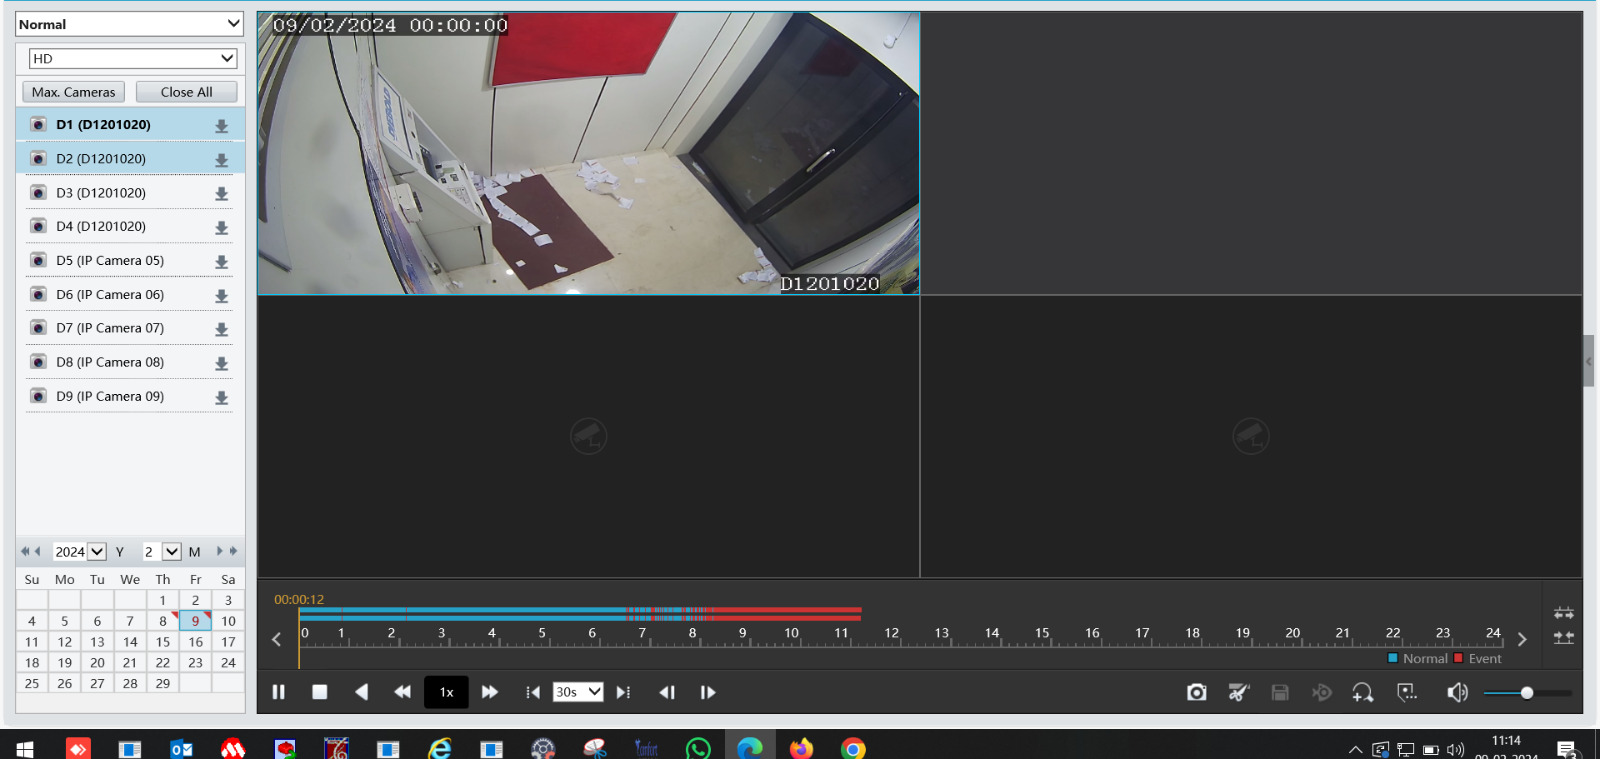 Normal
HD
Max. Cameras Close All
D1 (D1201020)
D2 (D1201020)
D3 (D1201020)
D4 (D1201020)
D5 (IP Camera 05)
D6 (IP Camera 06)
D7 (IP Camera 07)
D8 (IP Camera 08)
D9 (IP Camera 09)
2024 Y 2 M
Su Mo Tu We Th Fr Sa
1 2 3
4 5 6 7 8 9 10
11 12 13 14 15 16 17
18 19 20 21 22 23 24
25 26 27 28 29
09/02/2024 00:00:00
D1201020
00:00:12
0 1 2 3 4 5 6 7 8 9 10 11 12 13 14 15 16 17 18 19 20 21 22 23 24
Normal Event
1x
30s
11:14
09-02-2024